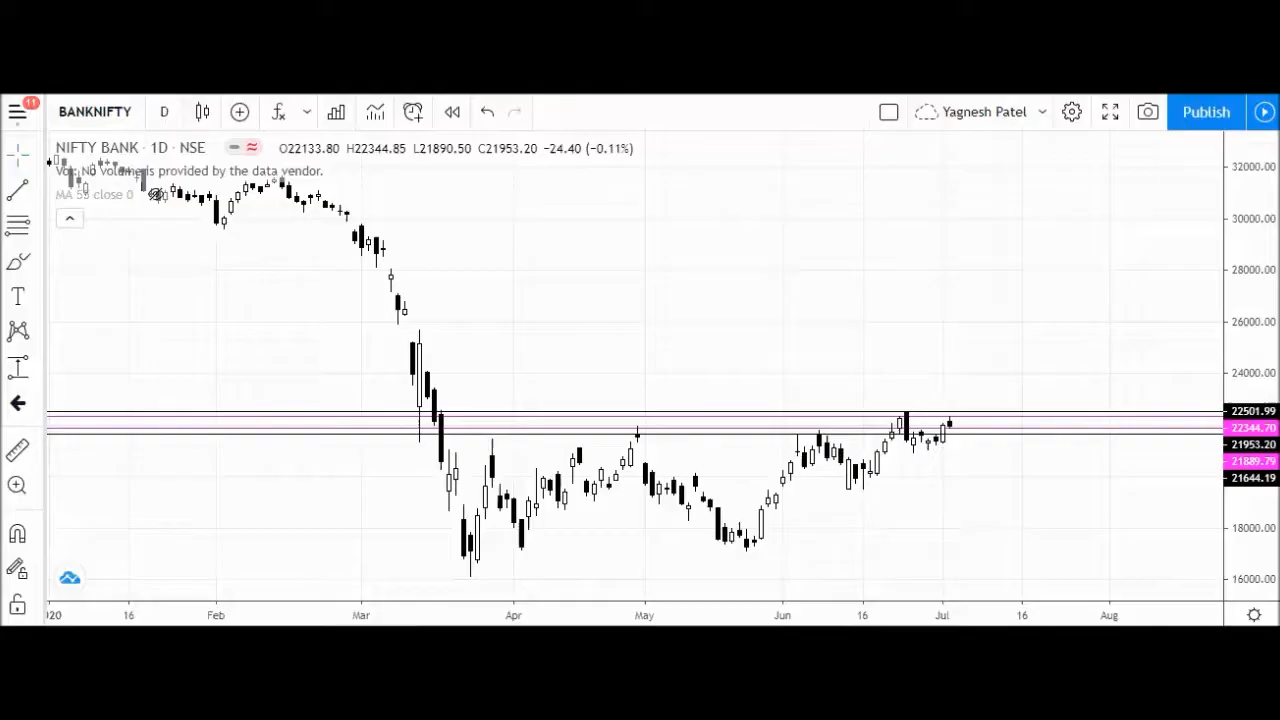 11
BANKNIFTY D Yagnesh Patel Publish
NIFTY BANK · 1D · NSE O22133.80 H22344.85 L21890.50 C21953.20 −24.40 (−0.11%)
Vol: No volume is provided by the data vendor.
MA 55 close 0
32000.00
30000.00
28000.00
26000.00
24000.00
22501.99
22344.70
21953.20
21889.79
21644.19
18000.00
16000.00
020 16 Feb Mar Apr May Jun 16 Jul 16 Aug